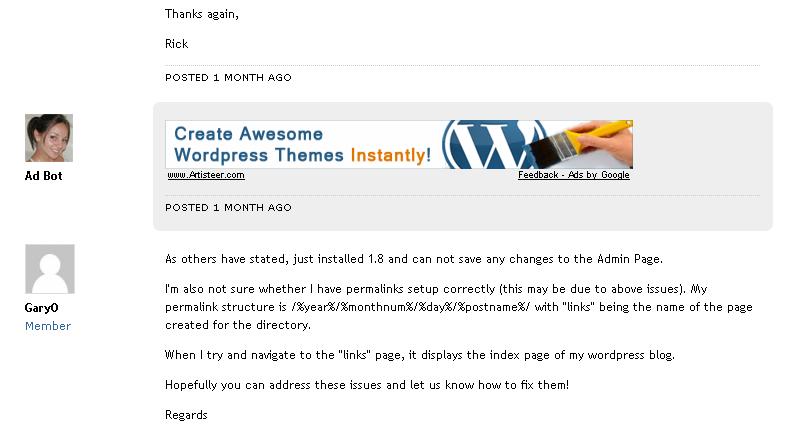 Thanks again,
Rick
POSTED 1 MONTH AGO
Ad Bot
Create Awesome
Wordpress Themes Instantly!
www.Artisteer.com
Feedback - Ads by Google
POSTED 1 MONTH AGO
GaryO
Member
As others have stated, just installed 1.8 and can not save any changes to the Admin Page.
I'm also not sure whether I have permalinks setup correctly (this may be due to above issues). My
permalink structure is /%year%/%monthnum%/%day%/%postname%/ with "links" being the name of the page
created for the directory.
When I try and navigate to the "links" page, it displays the index page of my wordpress blog.
Hopefully you can address these issues and let us know how to fix them!
Regards